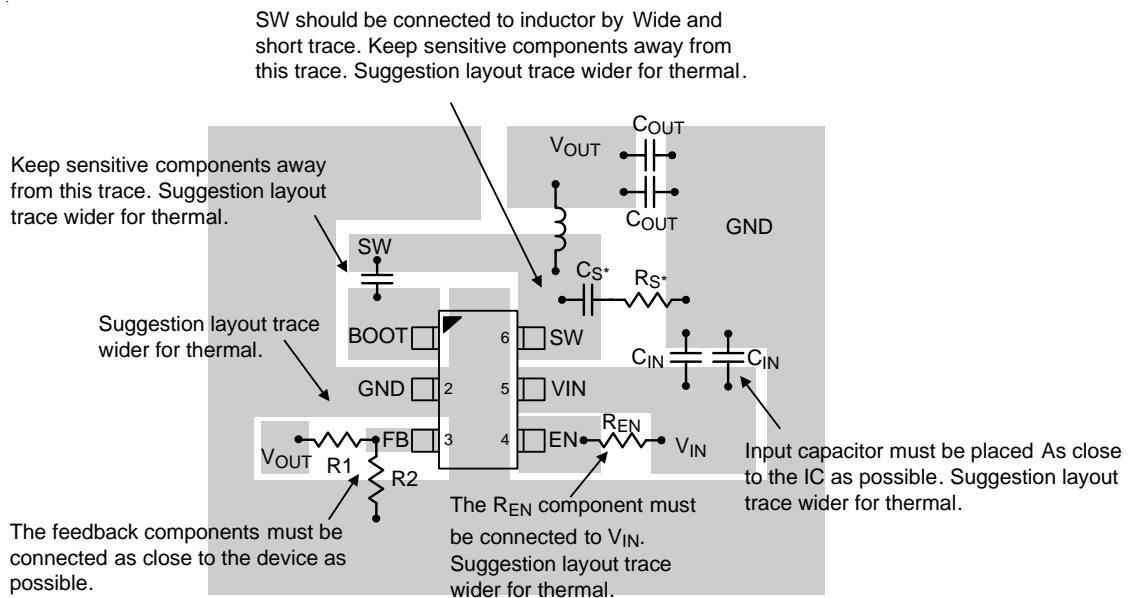 SW should be connected to inductor by Wide and
short trace. Keep sensitive components away from
this trace. Suggestion layout trace wider for thermal.
Keep sensitive components away
from this trace. Suggestion layout
trace wider for thermal.
COUT
VOUT
COUT
GND
SW
CS*
RS*
Suggestion layout trace
wider for thermal.
BOOT
6
SW
CIN
CIN
GND
2
5
VIN
REN
FB
3
4
EN
VIN
VOUT
R1
R2
Input capacitor must be placed As close
to the IC as possible. Suggestion layout
trace wider for thermal.
The feedback components must be
connected as close to the device as
possible.
The REN component must
be connected to VIN.
Suggestion layout trace
wider for thermal.